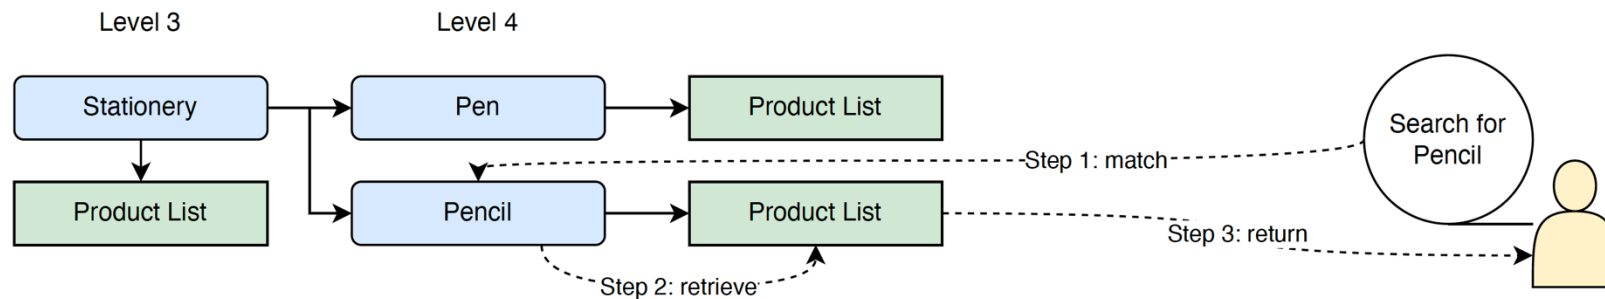 Level 3
Level 4
Stationery
Pen
Product List
Search for
Pencil
Step 1: match
Product List
Pencil
Product List
Step 3: return
Step 2: retrieve